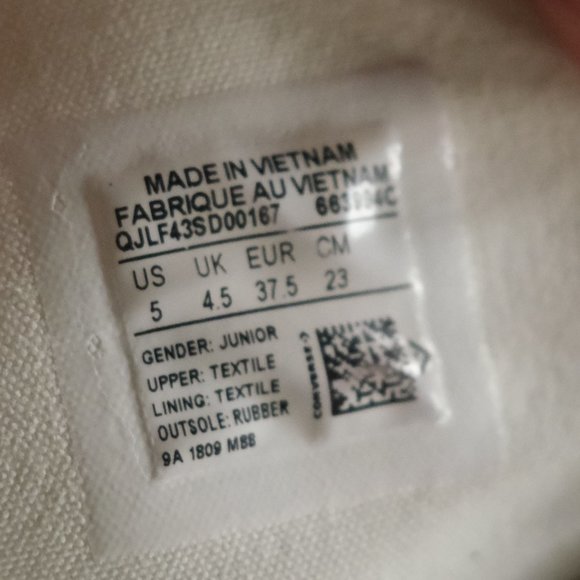 MADE IN VIETNAM
FABRIQUE AU VIETNAM
QJLF43SD00167
US UK EUR CM
5 4.5 37.5 23
GENDER: JUNIOR
UPPER: TEXTILE
LINING: TEXTILE
OUTSOLE: RUBBER
9A 1809 M88
CONVERSE